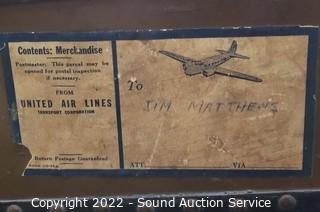 Contents: Merchandise
Postmaster: This parcel may be
opened for postal inspection
if necessary.
FROM
UNITED AIR LINES
TRANSPORT CORPORATION
Return Postage Guaranteed
To
JIM MATTHEWS
ATT.
VIA
Copyright 2022 - Sound Auction Service